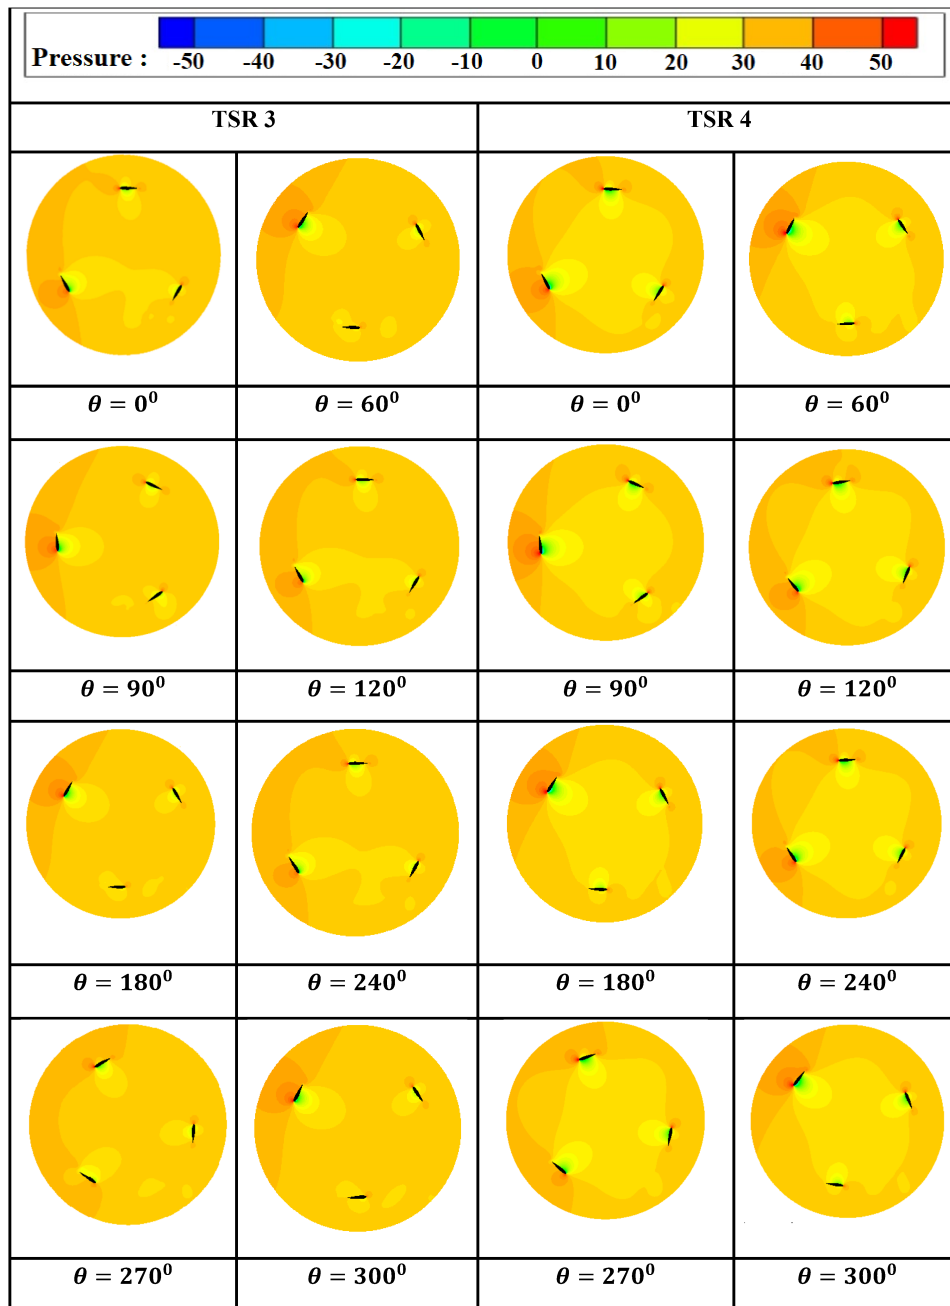 Pressure : -50 -40 -30 -20 -10 0 10 20 30 40 50
TSR 3 TSR 4
θ = 0⁰ θ = 60⁰ θ = 0⁰ θ = 60⁰
θ = 90⁰ θ = 120⁰ θ = 90⁰ θ = 120⁰
θ = 180⁰ θ = 240⁰ θ = 180⁰ θ = 240⁰
θ = 270⁰ θ = 300⁰ θ = 270⁰ θ = 300⁰